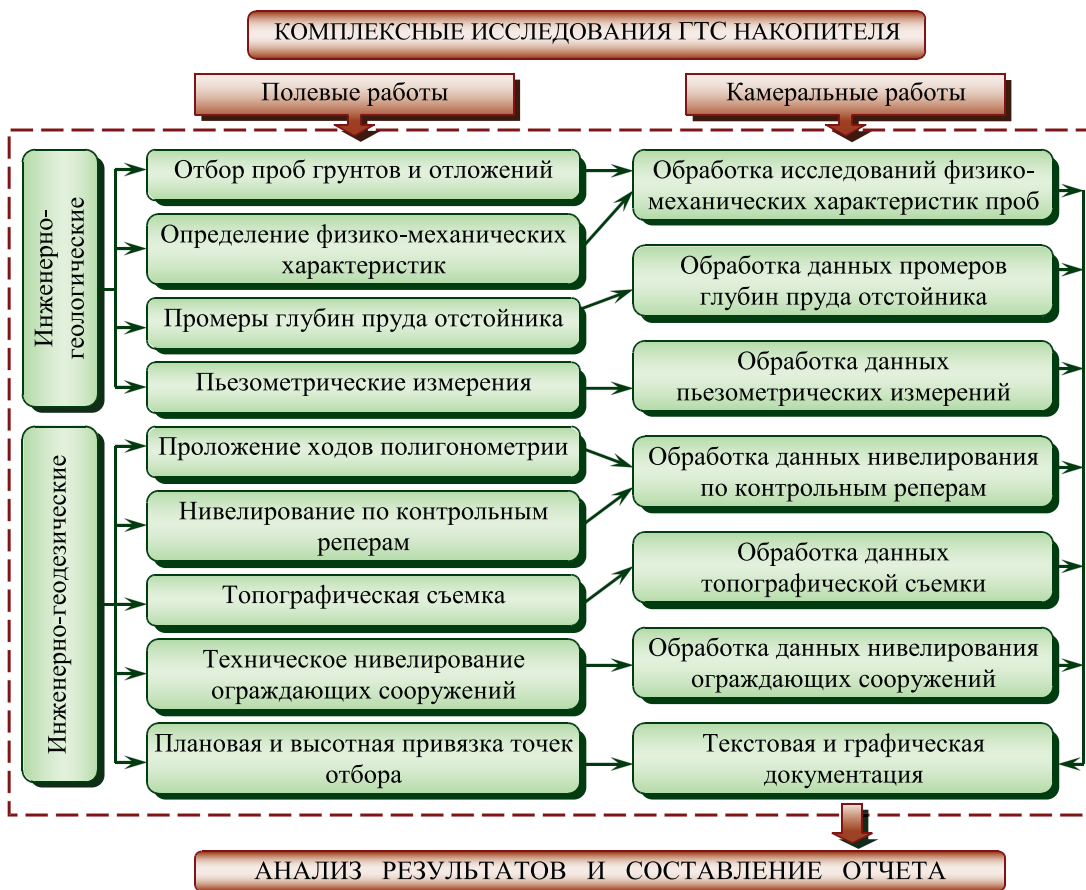 КОМПЛЕКСНЫЕ ИССЛЕДОВАНИЯ ГТС НАКОПИТЕЛЯ
Полевые работы
Камеральные работы
Инженерно-
геологические
Отбор проб грунтов и отложений
Определение физико-механических
характеристик
Промеры глубин пруда отстойника
Пьезометрические измерения
Обработка исследований физико-
механических характеристик проб
Обработка данных промеров
глубин пруда отстойника
Обработка данных
пьезометрических измерений
Инженерно-геодезические
Проложение ходов полигонометрии
Нивелирование по контрольным
реперам
Топографическая съемка
Техническое нивелирование
ограждающих сооружений
Плановая и высотная привязка точек
отбора
Обработка данных нивелирования
по контрольным реперам
Обработка данных
топографической съемки
Обработка данных нивелирования
ограждающих сооружений
Текстовая и графическая
документация
АНАЛИЗ РЕЗУЛЬТАТОВ И СОСТАВЛЕНИЕ ОТЧЕТА